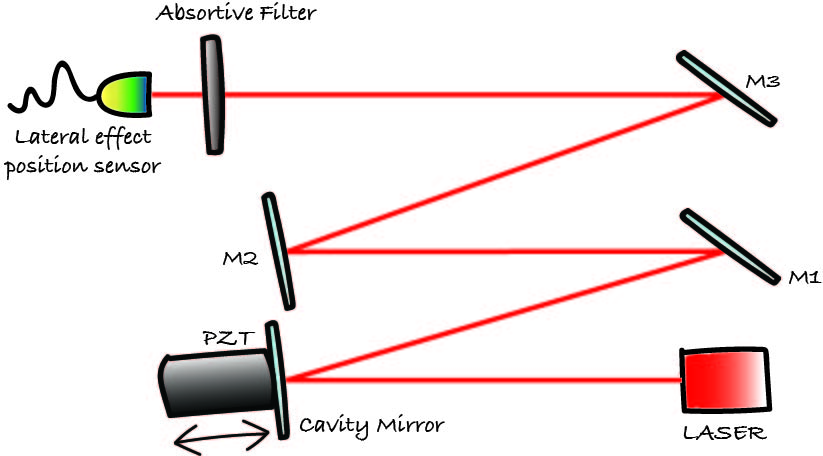 Absortive Filter
M3
Lateral effect
position sensor
M2
M1
PZT
Cavity Mirror
LASER